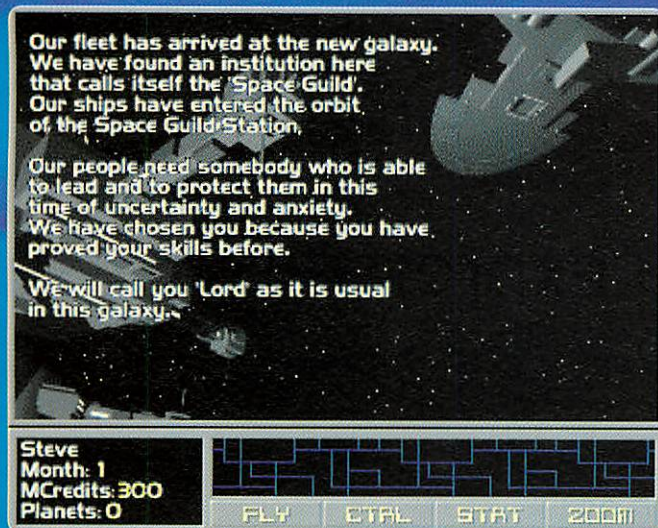 Our fleet has arrived at the new galaxy.
We have found an institution here
that calls itself the 'Space Guild'.
Our ships have entered the orbit
of the Space Guild Station.
Our people need somebody who is able
to lead and to protect them in this
time of uncertainty and anxiety.
We have chosen you because you have
proved your skills before.
We will call you 'Lord' as it is usual
in this galaxy.
Steve
Month: 1
MCredits: 300
Planets: 0
FLY CTRL STAT ZOOM